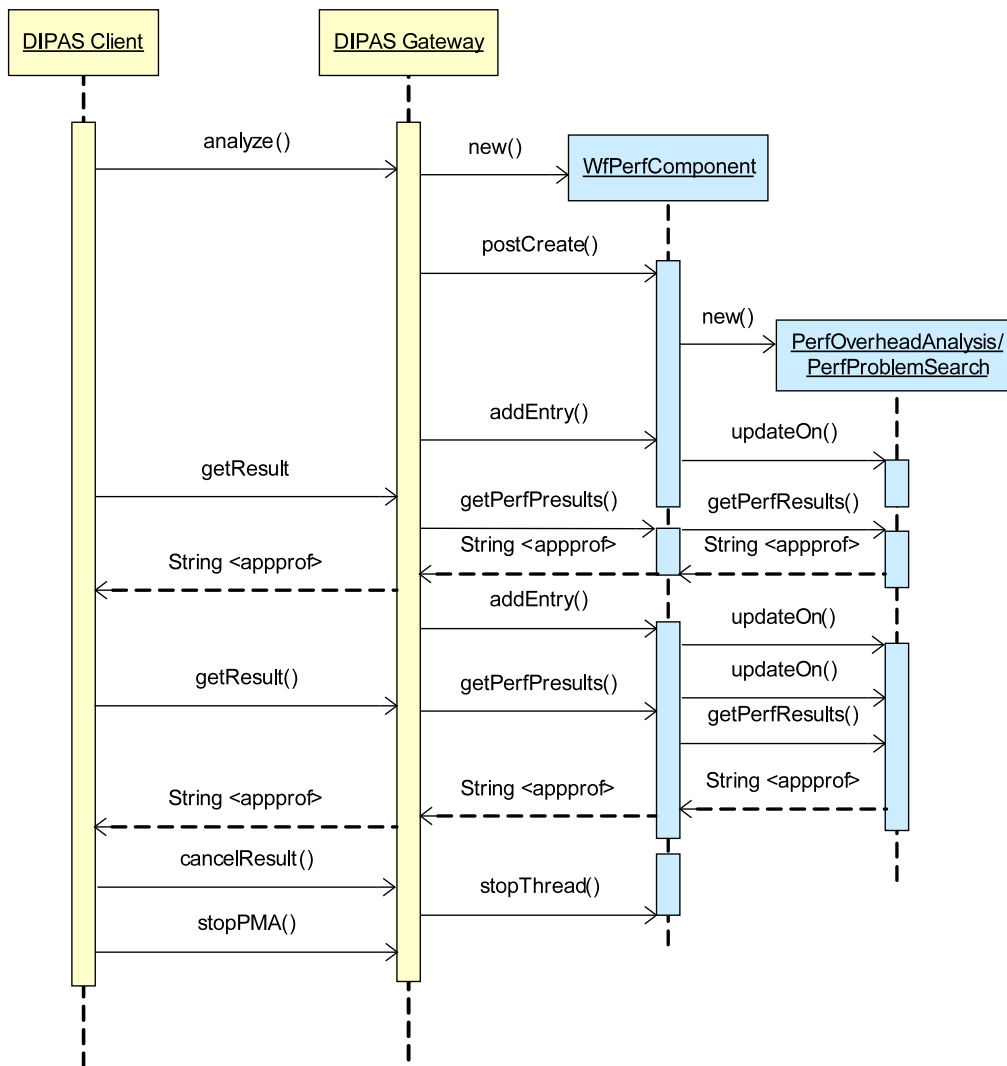 DIPAS Client
DIPAS Gateway
analyze()
new()
WfPerfComponent
postCreate()
new()
PerfOverheadAnalysis/
PerfProblemSearch
addEntry()
updateOn()
getResult
getPerfPresults()
getPerfResults()
String <appprof>
String <appprof>
String <appprof>
addEntry()
updateOn()
getResult()
getPerfPresults()
updateOn()
getPerfResults()
String <appprof>
String <appprof>
String <appprof>
cancelResult()
stopThread()
stopPMA()